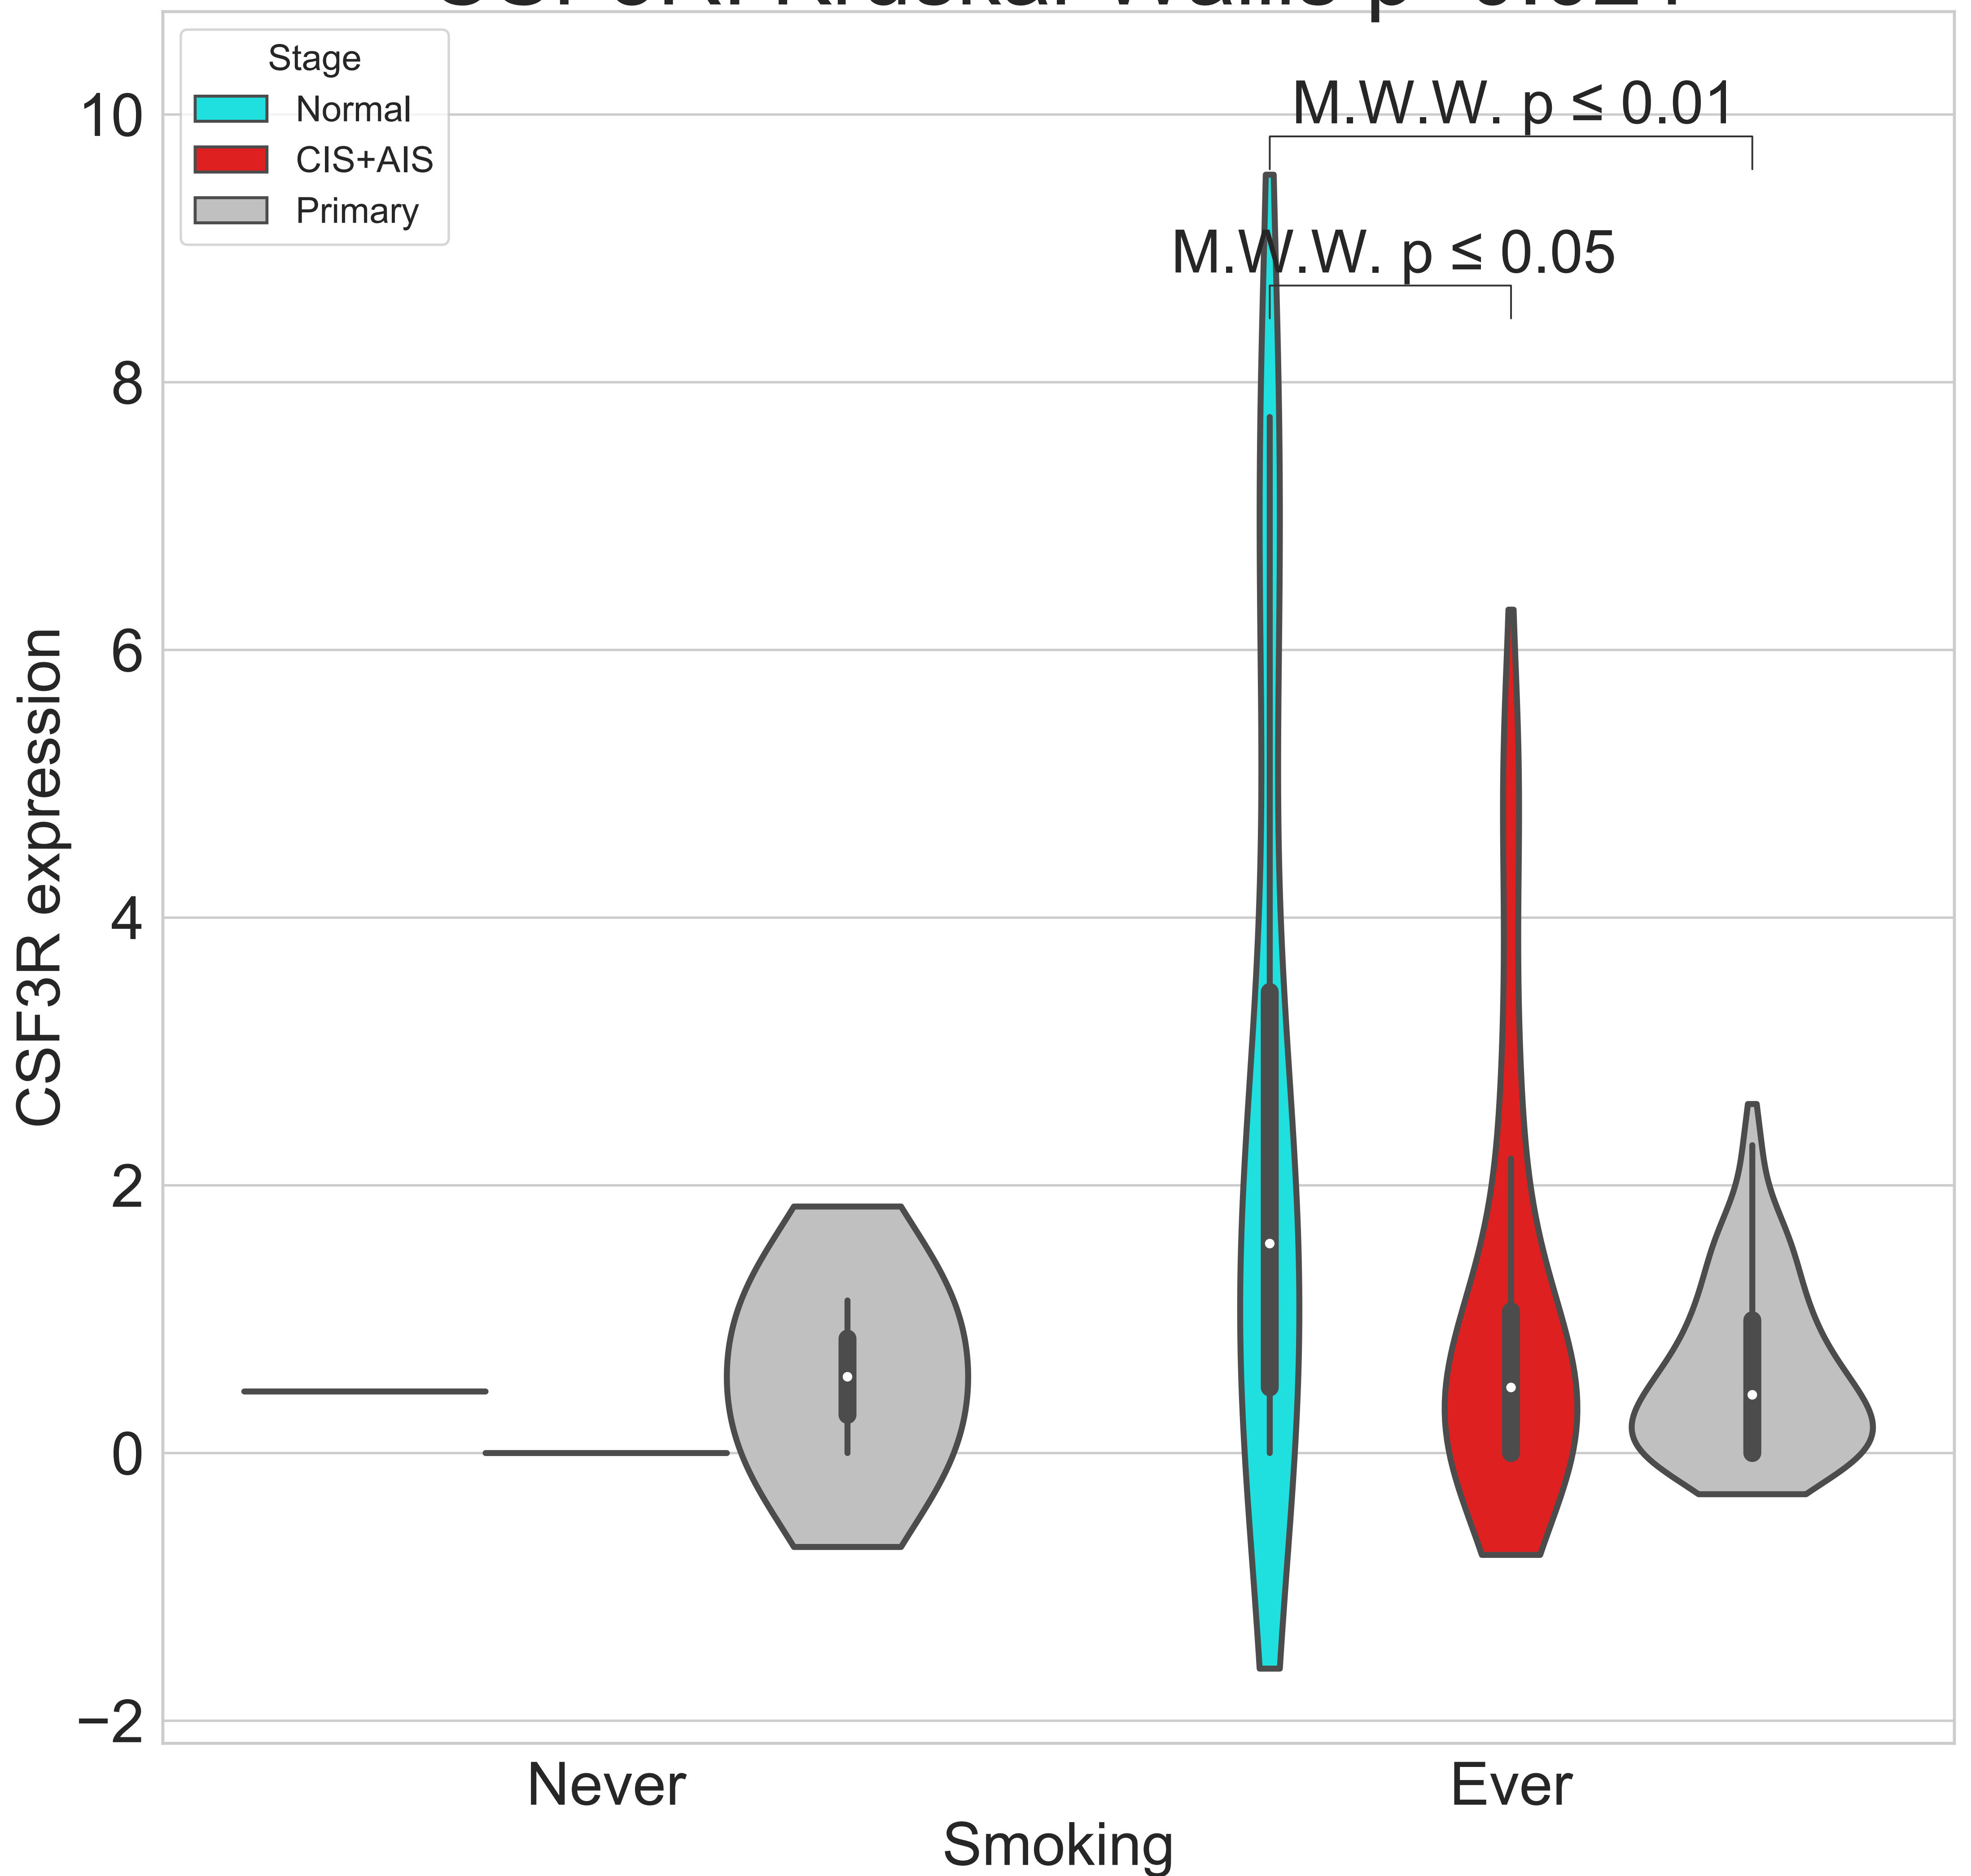 Stage
Normal
CIS+AIS
Primary
M.W.W. p ≤ 0.01
M.W.W. p ≤ 0.05
10
8
6
4
2
0
−2
CSF3R expression
Never
Ever
Smoking